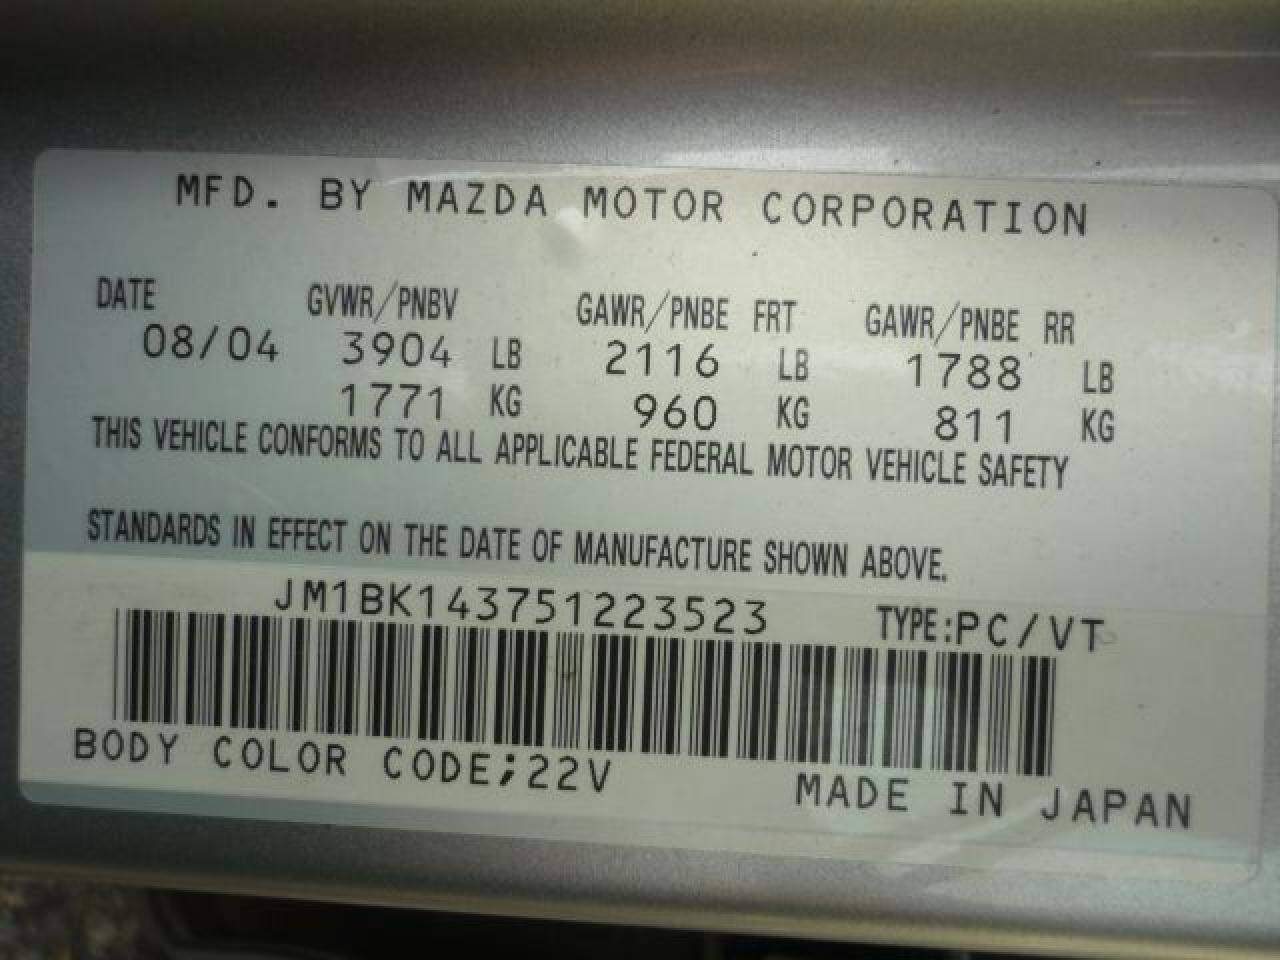 MFD. BY MAZDA MOTOR CORPORATION
DATE GVWR/PNBV GAWR/PNBE FRT GAWR/PNBE RR
08/04 3904 LB 2116 LB 1788 LB
1771 KG 960 KG 811 KG
THIS VEHICLE CONFORMS TO ALL APPLICABLE FEDERAL MOTOR VEHICLE SAFETY
STANDARDS IN EFFECT ON THE DATE OF MANUFACTURE SHOWN ABOVE.
JM1BK143751223523 TYPE:PC/VT
BODY COLOR CODE;22V MADE IN JAPAN